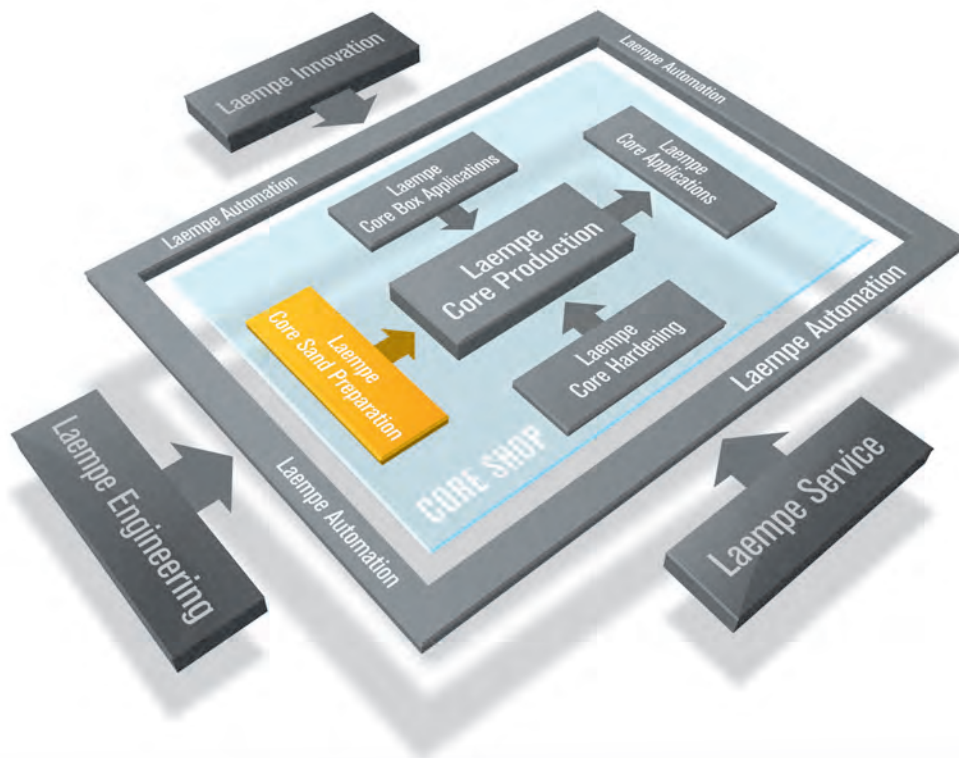 Laempe Innovation
Laempe Automation
Laempe Automation
Laempe
Core Box Applications
Laempe
Core Applications
Laempe
Core Production
Laempe
Core Sand Preparation
Laempe
Core Hardening
Laempe Automation
CORE SHOP
Laempe Automation
Laempe Engineering
Laempe Service